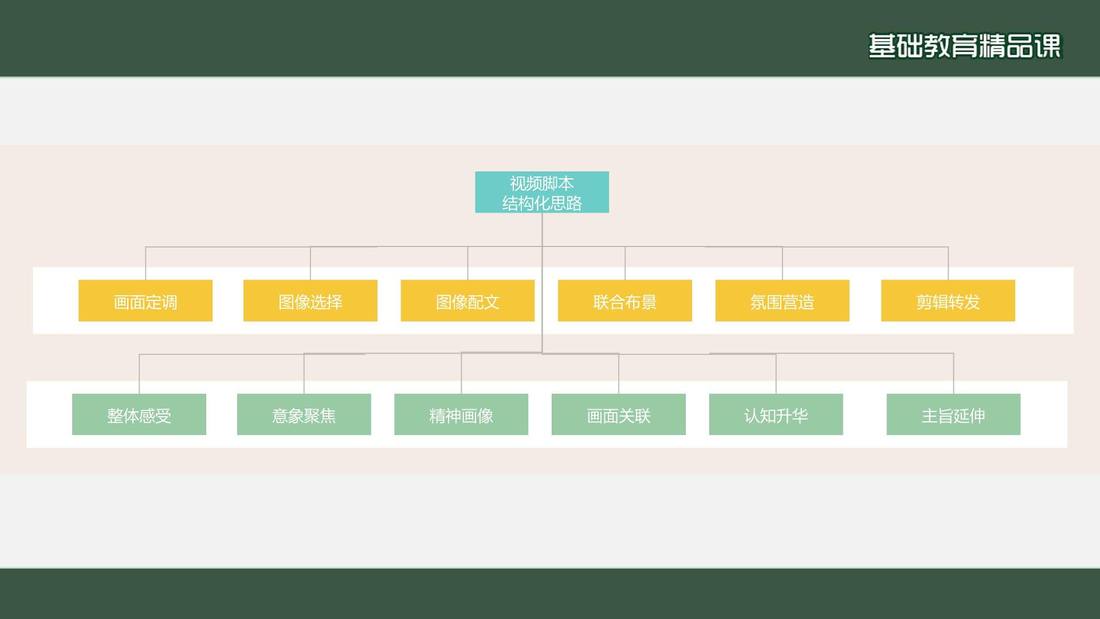 基础教育精品课
视频脚本
结构化思路
画面定调
图像选择
图像配文
联合布景
氛围营造
剪辑转发
整体感受
意象聚焦
精神画像
画面关联
认知升华
主旨延伸